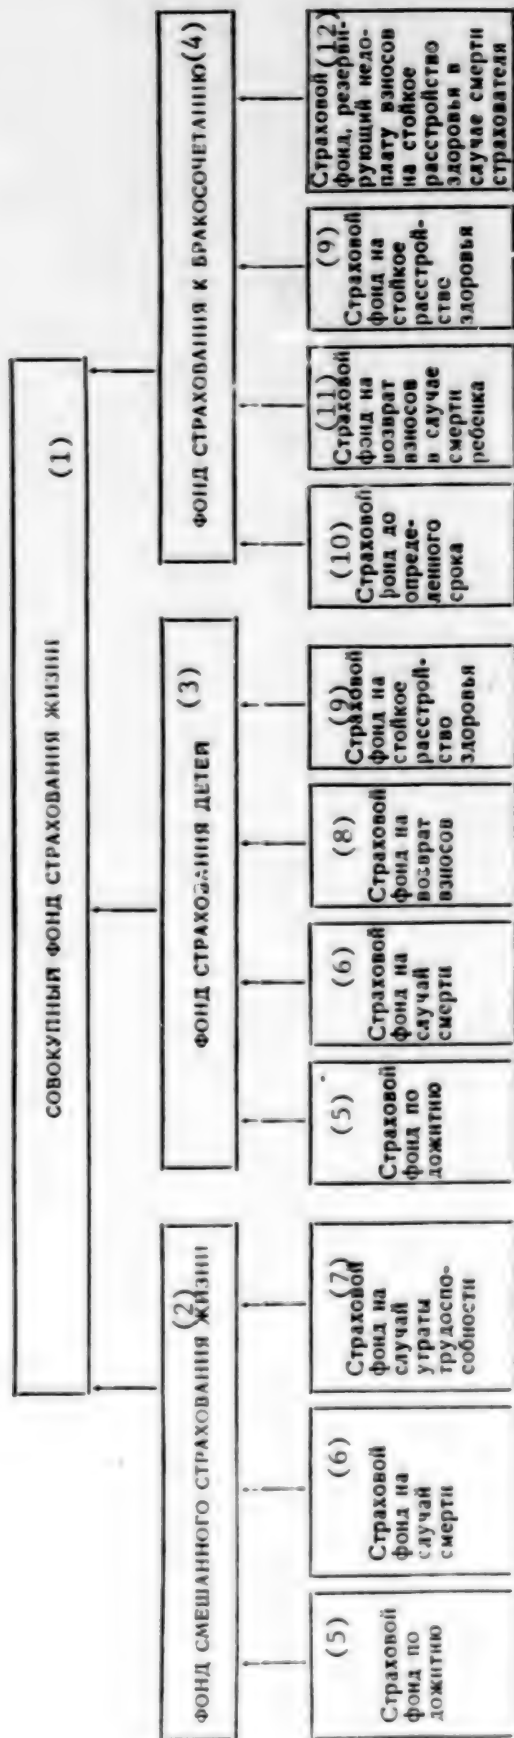 (1)
СОВОКУПНЫЙ ФОНД СТРАХОВАНИЯ ЖИЗНИ
(2)
ФОНД СМЕШАННОГО СТРАХОВАНИЯ ЖИЗНИ
ФОНД СТРАХОВАНИЯ ДЕТЕЙ (3)
ФОНД СТРАХОВАНИЯ К БРАКОСОЧЕТАНИЮ(4)
(5)
Страховой
фонд по
дожитию
(6)
Страховой
фонд на
случай
смерти
(7)
Страховой
фонд на
случай
утраты
трудоспо-
собности
(5)
Страховой
фонд по
дожитию
(6)
Страховой
фонд на
случай
смерти
(8)
Страховой
фонд на
возврат
взносов
(9)
Страховой
фонд на
стойкое
расстрой-
ство
здоровья
(10)
Страховой
фонд до
опреде-
ленного
срока
(11)
Страховой
фонд на
возврат
взносов
в случае
смерти
ребенка
(9)
Страховой
фонд на
стойкое
расстрой-
ство
здоровья
Страховой(12)
фонд, резерви-
рующий недо-
плату взносов
на стойкое
расстройство
здоровья в
случае смерти
страхователя